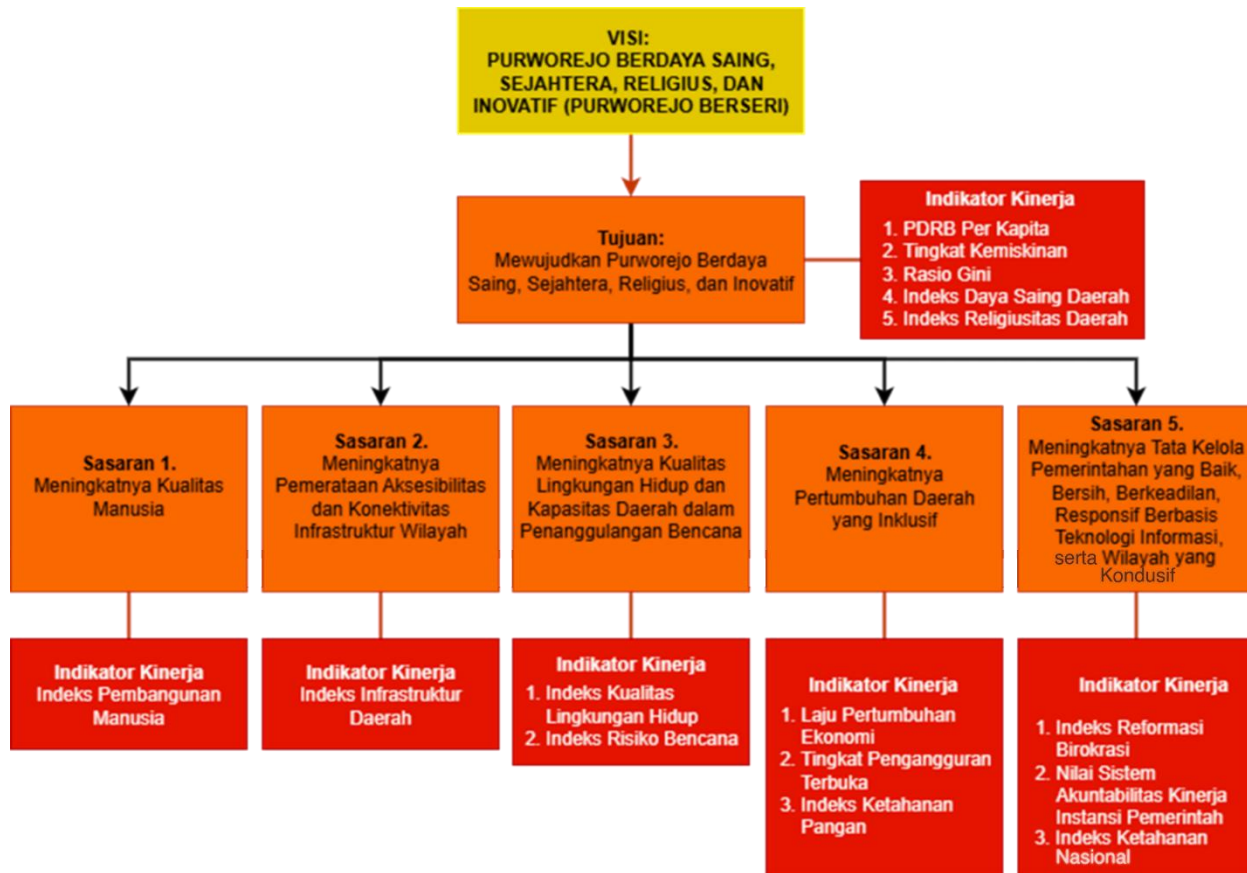 VISI:
PURWOREJO BERDAYA SAING,
SEJAHTERA, RELIGIUS, DAN
INOVATIF (PURWOREJO BERSERI)
Tujuan:
Mewujudkan Purworejo Berdaya
Saing, Sejahtera, Religius, dan Inovatif
Indikator Kinerja
1. PDRB Per Kapita
2. Tingkat Kemiskinan
3. Rasio Gini
4. Indeks Daya Saing Daerah
5. Indeks Religiusitas Daerah
Sasaran 1.
Meningkatnya Kualitas
Manusia
Sasaran 2.
Meningkatnya
Pemerataan Aksesibilitas
dan Konektivitas
Infrastruktur Wilayah
Sasaran 3.
Meningkatnya Kualitas
Lingkungan Hidup dan
Kapasitas Daerah dalam
Penanggulangan Bencana
Sasaran 4.
Meningkatnya
Pertumbuhan Daerah
yang Inklusif
Sasaran 5.
Meningkatnya Tata Kelola
Pemerintahan yang Baik,
Bersih, Berkeadilan,
Responsif Berbasis
Teknologi Informasi,
serta Wilayah yang
Kondusif
Indikator Kinerja
Indeks Pembangunan
Manusia
Indikator Kinerja
Indeks Infrastruktur
Daerah
Indikator Kinerja
1. Indeks Kualitas
Lingkungan Hidup
2. Indeks Risiko Bencana
Indikator Kinerja
1. Laju Pertumbuhan
Ekonomi
2. Tingkat Pengangguran
Terbuka
3. Indeks Ketahanan
Pangan
Indikator Kinerja
1. Indeks Reformasi
Birokrasi
2. Nilai Sistem
Akuntabilitas Kinerja
Instansi Pemerintah
3. Indeks Ketahanan
Nasional